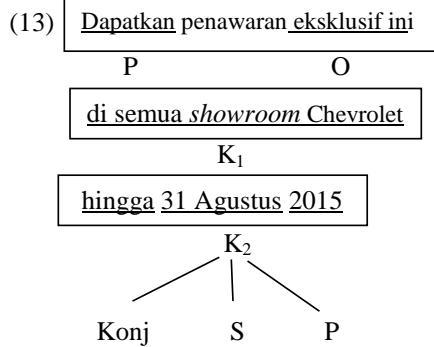 (13) Dapatkan penawaran eksklusif ini
P O
di semua showroom Chevrolet
K₁
hingga 31 Agustus 2015
K₂
Konj S P